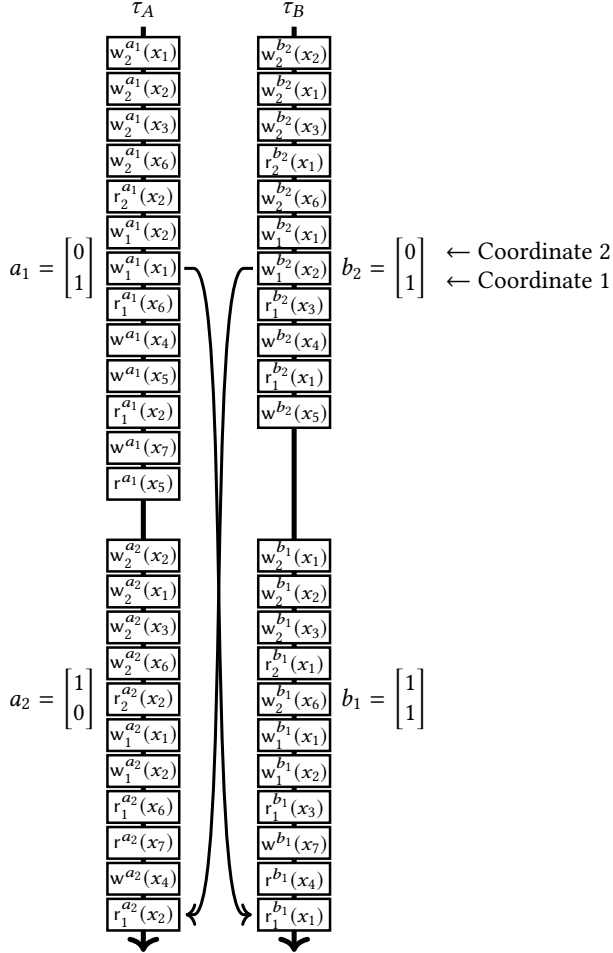 τ_A τ_B
w_2^{a_1}(x_1) w_2^{b_2}(x_2)
w_2^{a_1}(x_2) w_2^{b_2}(x_1)
w_2^{a_1}(x_3) w_2^{b_2}(x_3)
w_2^{a_1}(x_6) r_2^{b_2}(x_1)
r_2^{a_1}(x_2) w_2^{b_2}(x_6)
w_1^{a_1}(x_2) w_1^{b_2}(x_1)
a_1 = [0 1] w_1^{a_1}(x_1) w_1^{b_2}(x_2) b_2 = [0 1] ← Coordinate 2
← Coordinate 1
r_1^{a_1}(x_6) r_1^{b_2}(x_3)
w^{a_1}(x_4) w^{b_2}(x_4)
w^{a_1}(x_5) r_1^{b_2}(x_1)
r_1^{a_1}(x_2) w^{b_2}(x_5)
w^{a_1}(x_7)
r^{a_1}(x_5)
w_2^{a_2}(x_2) w_2^{b_1}(x_1)
w_2^{a_2}(x_1) w_2^{b_1}(x_2)
w_2^{a_2}(x_3) w_2^{b_1}(x_3)
w_2^{a_2}(x_6) r_2^{b_1}(x_1)
a_2 = [1 0] r_2^{a_2}(x_2) w_2^{b_1}(x_6) b_1 = [1 1]
w_1^{a_2}(x_1) w_1^{b_1}(x_1)
w_1^{a_2}(x_2) w_1^{b_1}(x_2)
r_1^{a_2}(x_6) r_1^{b_1}(x_3)
r^{a_2}(x_7) w^{b_1}(x_7)
w^{a_2}(x_4) r^{b_1}(x_4)
r_1^{a_2}(x_2) r_1^{b_1}(x_1)